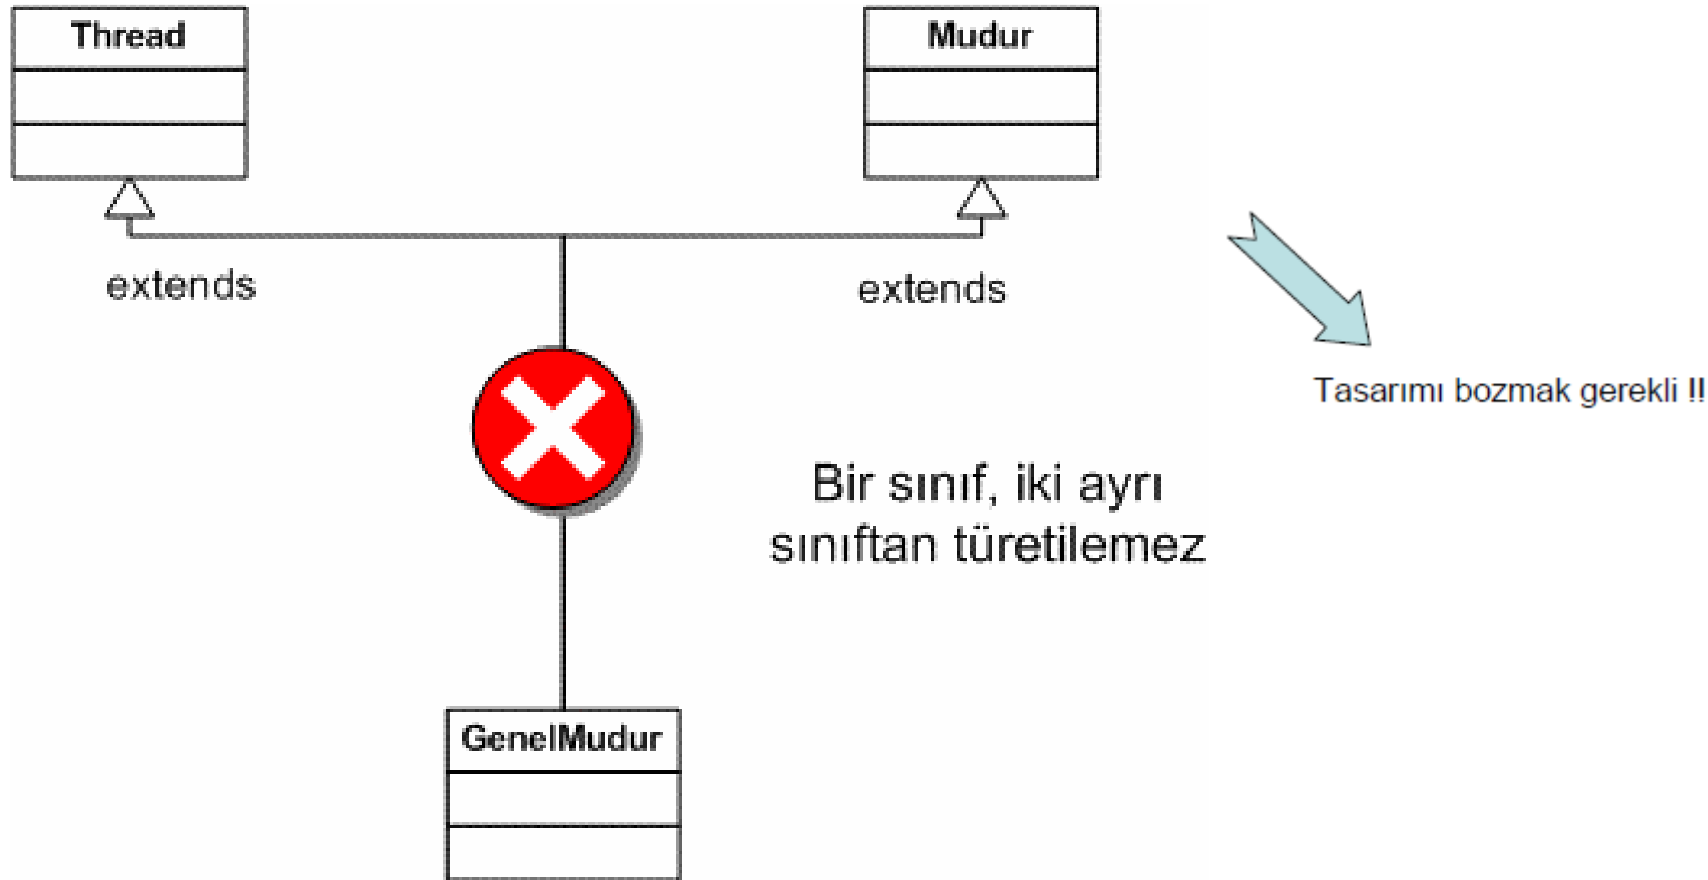 Thread
Mudur
extends
extends
Tasarımı bozmak gerekli !!
Bir sınıf, iki ayrı
sınıftan türetilemez
GenelMudur